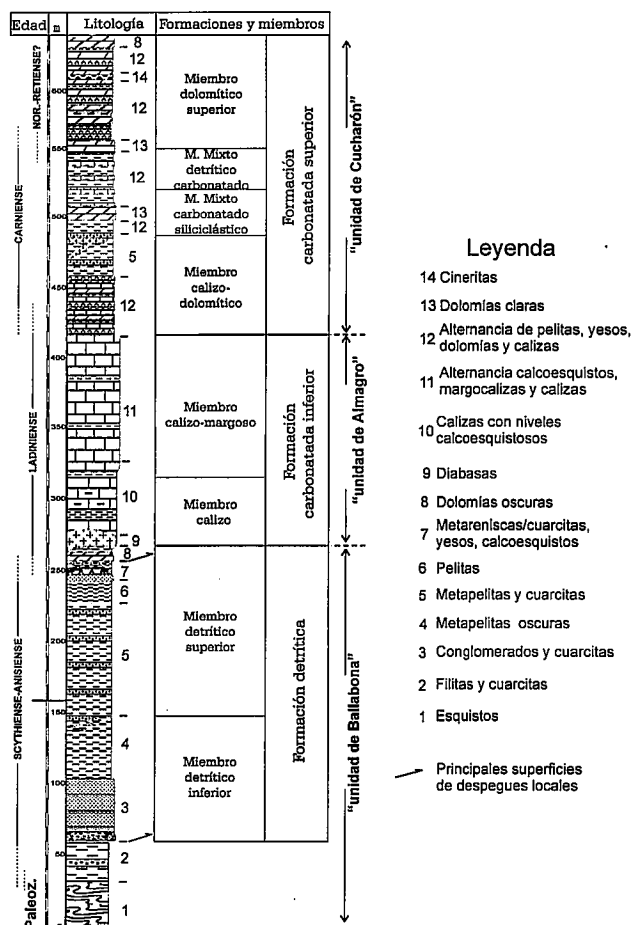 Edad m Litología Formaciones y miembros
NOR.-RETIENSE?
CARNIENSE
LADINIENSE
SCYTHIENSE-ANISIENSE
Paleoz.
600
550
500
450
400
350
300
250
200
150
100
50
8
12
14
12
13
12
13
12
5
12
11
10
9
8
7
6
5
4
3
2
1
Miembro
dolomítico
superior
M. Mixto
detrítico
carbonatado
M. Mixto
carbonatado
siliciclástico
Miembro
calizo-
dolomítico
Miembro
calizo-margoso
Miembro
calizo
Miembro
detrítico
superior
Miembro
detrítico
inferior
Formación
carbonatada superior
Formación
carbonatada inferior
Formación detrítica
"unidad de Cucharón"
"unidad de Almagro"
"unidad de Ballabona"
Leyenda
14 Cineritas
13 Dolomías claras
12 Alternancia de pelitas, yesos,
dolomías y calizas
11 Alternancia calcoesquistos,
margocalizas y calizas
10 Calizas con niveles
calcoesquistosos
9 Diabasas
8 Dolomías oscuras
7 Metareniscas/cuarcitas,
yesos, calcoesquistos
6 Pelitas
5 Metapelitas y cuarcitas
4 Metapelitas oscuras
3 Conglomerados y cuarcitas
2 Filitas y cuarcitas
1 Esquistos
Principales superficies
de despegues locales